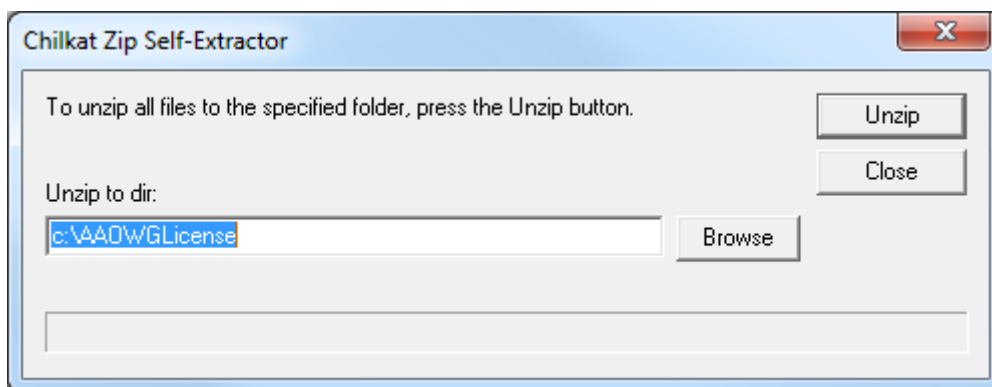 Chilkat Zip Self-Extractor
To unzip all files to the specified folder, press the Unzip button.
Unzip
Close
Unzip to dir:
c:\AAOWGLicense
Browse